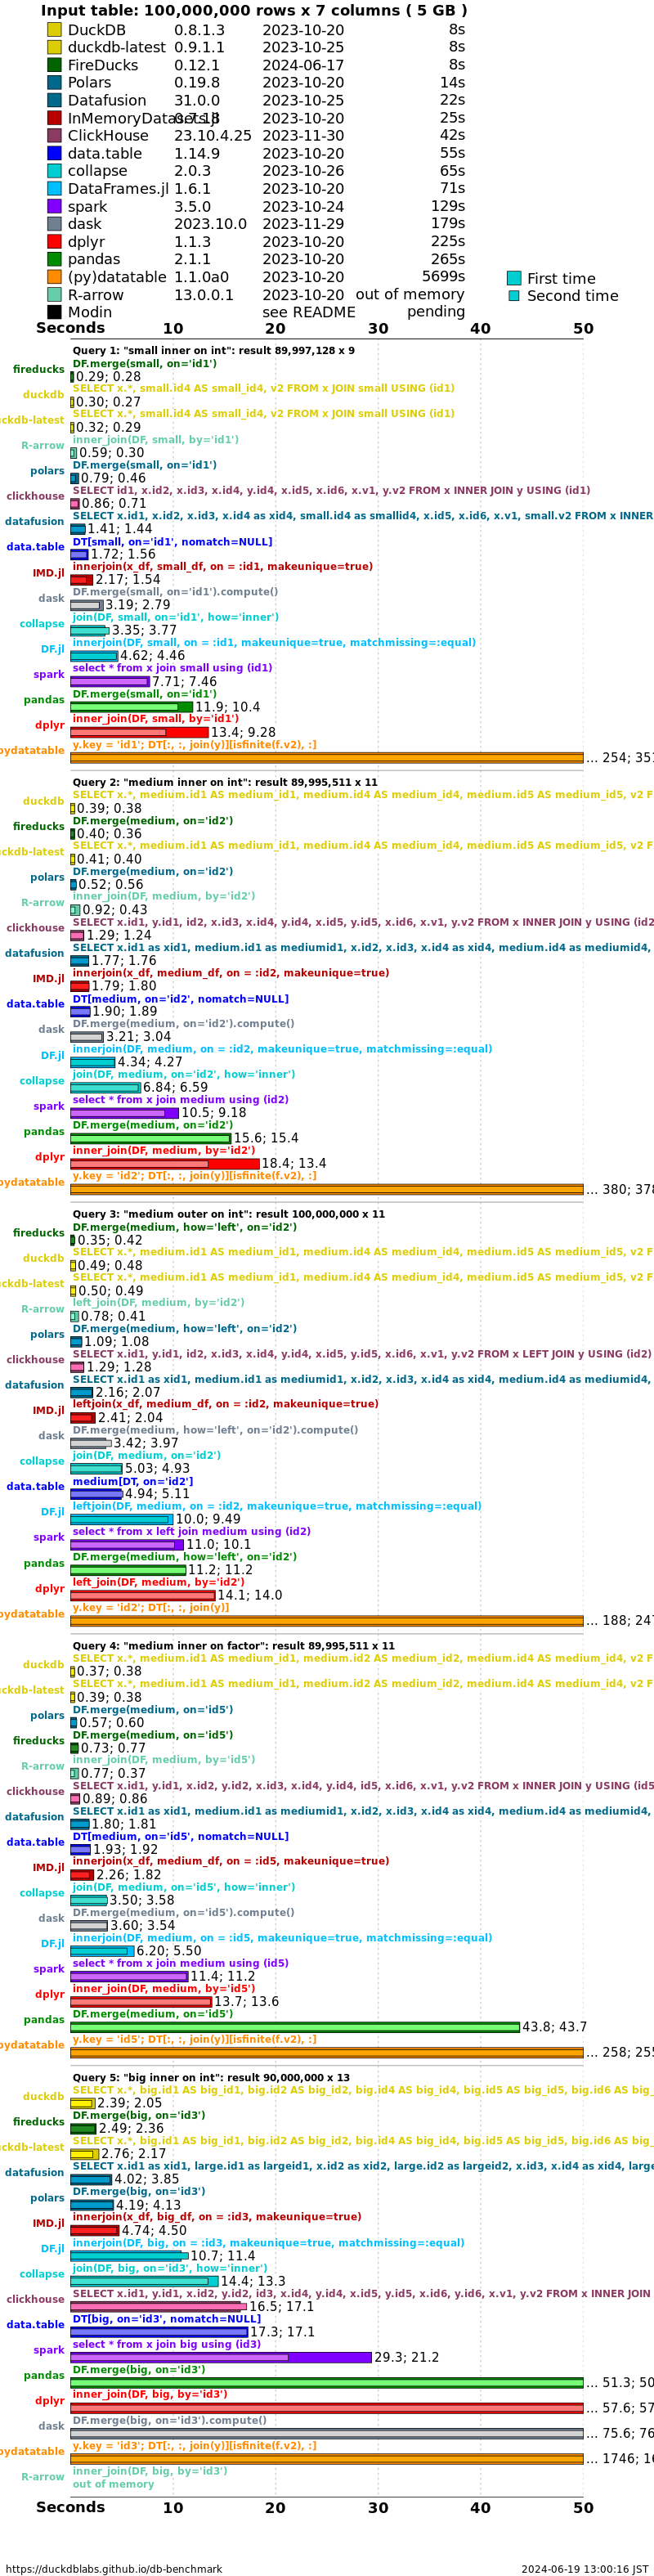 Input table: 100,000,000 rows x 7 columns ( 5 GB )
DuckDB 0.8.1.3 2023-10-20 8s
duckdb-latest 0.9.1.1 2023-10-25 8s
FireDucks 0.12.1 2024-06-17 8s
Polars 0.19.8 2023-10-20 14s
Datafusion 31.0.0 2023-10-25 22s
InMemoryDatasets.jl 0.7.18 2023-10-20 25s
ClickHouse 23.10.4.25 2023-11-30 42s
data.table 1.14.9 2023-10-20 55s
collapse 2.0.3 2023-10-26 65s
DataFrames.jl 1.6.1 2023-10-20 71s
spark 3.5.0 2023-10-24 129s
dask 2023.10.0 2023-11-29 179s
dplyr 1.1.3 2023-10-20 225s
pandas 2.1.1 2023-10-20 265s
(py)datatable 1.1.0a0 2023-10-20 5699s
R-arrow 13.0.0.1 2023-10-20 out of memory
Modin see README pending
First time
Second time
Seconds 10 20 30 40 50
Query 1: "small inner on int": result 89,997,128 x 9
DF.merge(small, on='id1')
fireducks 0.29; 0.28
SELECT x.*, small.id4 AS small_id4, v2 FROM x JOIN small USING (id1)
duckdb 0.30; 0.27
SELECT x.*, small.id4 AS small_id4, v2 FROM x JOIN small USING (id1)
uckdb-latest 0.32; 0.29
inner_join(DF, small, by='id1')
R-arrow 0.59; 0.30
DF.merge(small, on='id1')
polars 0.79; 0.46
SELECT id1, x.id2, x.id3, x.id4, y.id4, x.id5, x.id6, x.v1, y.v2 FROM x INNER JOIN y USING (id1)
clickhouse 0.86; 0.71
SELECT x.id1, x.id2, x.id3, x.id4 as xid4, small.id4 as smallid4, x.id5, x.id6, x.v1, small.v2 FROM x INNER
datafusion 1.41; 1.44
DT[small, on='id1', nomatch=NULL]
data.table 1.72; 1.56
innerjoin(x_df, small_df, on = :id1, makeunique=true)
IMD.jl 2.17; 1.54
DF.merge(small, on='id1').compute()
dask 3.19; 2.79
join(DF, small, on='id1', how='inner')
collapse 3.35; 3.77
innerjoin(DF, small, on = :id1, makeunique=true, matchmissing=:equal)
DF.jl 4.62; 4.46
select * from x join small using (id1)
spark 7.71; 7.46
DF.merge(small, on='id1')
pandas 11.9; 10.4
inner_join(DF, small, by='id1')
dplyr 13.4; 9.28
y.key = 'id1'; DT[:, :, join(y)][isfinite(f.v2), :]
pydatatable ... 254; 351
Query 2: "medium inner on int": result 89,995,511 x 11
SELECT x.*, medium.id1 AS medium_id1, medium.id4 AS medium_id4, medium.id5 AS medium_id5, v2 F
duckdb 0.39; 0.38
DF.merge(medium, on='id2')
fireducks 0.40; 0.36
SELECT x.*, medium.id1 AS medium_id1, medium.id4 AS medium_id4, medium.id5 AS medium_id5, v2 F
uckdb-latest 0.41; 0.40
DF.merge(medium, on='id2')
polars 0.52; 0.56
inner_join(DF, medium, by='id2')
R-arrow 0.92; 0.43
SELECT x.id1, y.id1, id2, x.id3, x.id4, y.id4, x.id5, y.id5, x.id6, x.v1, y.v2 FROM x INNER JOIN y USING (id2
clickhouse 1.29; 1.24
SELECT x.id1 as xid1, medium.id1 as mediumid1, x.id2, x.id3, x.id4 as xid4, medium.id4 as mediumid4,
datafusion 1.77; 1.76
innerjoin(x_df, medium_df, on = :id2, makeunique=true)
IMD.jl 1.79; 1.80
DT[medium, on='id2', nomatch=NULL]
data.table 1.90; 1.89
DF.merge(medium, on='id2').compute()
dask 3.21; 3.04
innerjoin(DF, medium, on = :id2, makeunique=true, matchmissing=:equal)
DF.jl 4.34; 4.27
join(DF, medium, on='id2', how='inner')
collapse 6.84; 6.59
select * from x join medium using (id2)
spark 10.5; 9.18
DF.merge(medium, on='id2')
pandas 15.6; 15.4
inner_join(DF, medium, by='id2')
dplyr 18.4; 13.4
y.key = 'id2'; DT[:, :, join(y)][isfinite(f.v2), :]
pydatatable ... 380; 378
Query 3: "medium outer on int": result 100,000,000 x 11
DF.merge(medium, how='left', on='id2')
fireducks 0.35; 0.42
SELECT x.*, medium.id1 AS medium_id1, medium.id4 AS medium_id4, medium.id5 AS medium_id5, v2 F
duckdb 0.49; 0.48
SELECT x.*, medium.id1 AS medium_id1, medium.id4 AS medium_id4, medium.id5 AS medium_id5, v2 F
uckdb-latest 0.50; 0.49
left_join(DF, medium, by='id2')
R-arrow 0.78; 0.41
DF.merge(medium, how='left', on='id2')
polars 1.09; 1.08
SELECT x.id1, y.id1, id2, x.id3, x.id4, y.id4, x.id5, y.id5, x.id6, x.v1, y.v2 FROM x LEFT JOIN y USING (id2)
clickhouse 1.29; 1.28
SELECT x.id1 as xid1, medium.id1 as mediumid1, x.id2, x.id3, x.id4 as xid4, medium.id4 as mediumid4,
datafusion 2.16; 2.07
leftjoin(x_df, medium_df, on = :id2, makeunique=true)
IMD.jl 2.41; 2.04
DF.merge(medium, how='left', on='id2').compute()
dask 3.42; 3.97
join(DF, medium, on='id2')
collapse 5.03; 4.93
medium[DT, on='id2']
data.table 4.94; 5.11
leftjoin(DF, medium, on = :id2, makeunique=true, matchmissing=:equal)
DF.jl 10.0; 9.49
select * from x left join medium using (id2)
spark 11.0; 10.1
DF.merge(medium, how='left', on='id2')
pandas 11.2; 11.2
left_join(DF, medium, by='id2')
dplyr 14.1; 14.0
y.key = 'id2'; DT[:, :, join(y)]
pydatatable ... 188; 247
Query 4: "medium inner on factor": result 89,995,511 x 11
SELECT x.*, medium.id1 AS medium_id1, medium.id2 AS medium_id2, medium.id4 AS medium_id4, v2 F
duckdb 0.37; 0.38
SELECT x.*, medium.id1 AS medium_id1, medium.id2 AS medium_id2, medium.id4 AS medium_id4, v2 F
uckdb-latest 0.39; 0.38
DF.merge(medium, on='id5')
polars 0.57; 0.60
DF.merge(medium, on='id5')
fireducks 0.73; 0.77
inner_join(DF, medium, by='id5')
R-arrow 0.77; 0.37
SELECT x.id1, y.id1, x.id2, y.id2, x.id3, x.id4, y.id4, id5, x.id6, x.v1, y.v2 FROM x INNER JOIN y USING (id5
clickhouse 0.89; 0.86
SELECT x.id1 as xid1, medium.id1 as mediumid1, x.id2, x.id3, x.id4 as xid4, medium.id4 as mediumid4,
datafusion 1.80; 1.81
DT[medium, on='id5', nomatch=NULL]
data.table 1.93; 1.92
innerjoin(x_df, medium_df, on = :id5, makeunique=true)
IMD.jl 2.26; 1.82
join(DF, medium, on='id5', how='inner')
collapse 3.50; 3.58
DF.merge(medium, on='id5').compute()
dask 3.60; 3.54
innerjoin(DF, medium, on = :id5, makeunique=true, matchmissing=:equal)
DF.jl 6.20; 5.50
select * from x join medium using (id5)
spark 11.4; 11.2
inner_join(DF, medium, by='id5')
dplyr 13.7; 13.6
DF.merge(medium, on='id5')
pandas 43.8; 43.7
y.key = 'id5'; DT[:, :, join(y)][isfinite(f.v2), :]
pydatatable ... 258; 255
Query 5: "big inner on int": result 90,000,000 x 13
SELECT x.*, big.id1 AS big_id1, big.id2 AS big_id2, big.id4 AS big_id4, big.id5 AS big_id5, big.id6 AS big_
duckdb 2.39; 2.05
DF.merge(big, on='id3')
fireducks 2.49; 2.36
SELECT x.*, big.id1 AS big_id1, big.id2 AS big_id2, big.id4 AS big_id4, big.id5 AS big_id5, big.id6 AS big_
uckdb-latest 2.76; 2.17
SELECT x.id1 as xid1, large.id1 as largeid1, x.id2 as xid2, large.id2 as largeid2, x.id3, x.id4 as xid4, large
datafusion 4.02; 3.85
DF.merge(big, on='id3')
polars 4.19; 4.13
innerjoin(x_df, big_df, on = :id3, makeunique=true)
IMD.jl 4.74; 4.50
innerjoin(DF, big, on = :id3, makeunique=true, matchmissing=:equal)
DF.jl 10.7; 11.4
join(DF, big, on='id3', how='inner')
collapse 14.4; 13.3
SELECT x.id1, y.id1, x.id2, y.id2, id3, x.id4, y.id4, x.id5, y.id5, x.id6, y.id6, x.v1, y.v2 FROM x INNER JOIN
clickhouse 16.5; 17.1
DT[big, on='id3', nomatch=NULL]
data.table 17.3; 17.1
select * from x join big using (id3)
spark 29.3; 21.2
DF.merge(big, on='id3')
pandas ... 51.3; 50
inner_join(DF, big, by='id3')
dplyr ... 57.6; 57
DF.merge(big, on='id3').compute()
dask ... 75.6; 76
y.key = 'id3'; DT[:, :, join(y)][isfinite(f.v2), :]
pydatatable ... 1746; 16
inner_join(DF, big, by='id3')
R-arrow out of memory
Seconds 10 20 30 40 50
https://duckdblabs.github.io/db-benchmark 2024-06-19 13:00:16 JST